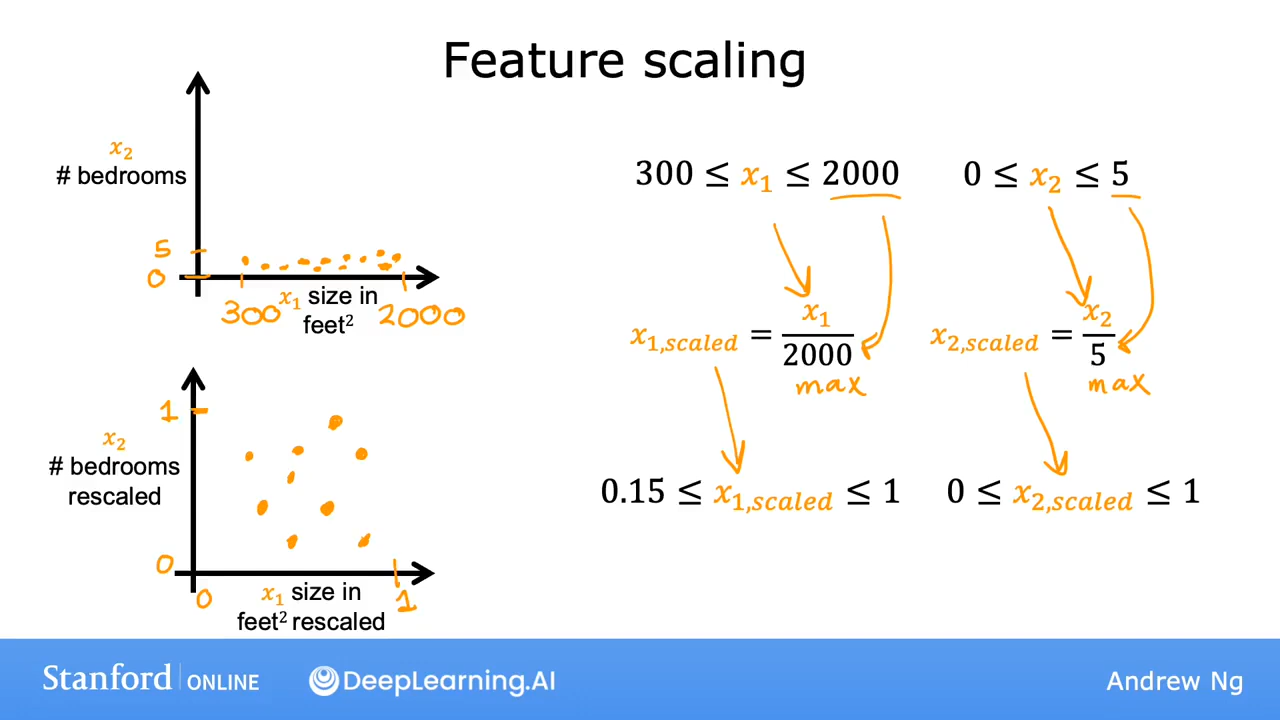 Feature scaling
x₂
# bedrooms
5
0
300
x₁ size in
feet²
2000
300 ≤ x₁ ≤ 2000
0 ≤ x₂ ≤ 5
x₁,scaled = x₁ / 2000
max
x₂,scaled = x₂ / 5
max
0.15 ≤ x₁,scaled ≤ 1
0 ≤ x₂,scaled ≤ 1
1
x₂
# bedrooms
rescaled
0
0
x₁ size in
feet² rescaled
1
Stanford ONLINE
DeepLearning.AI
Andrew Ng